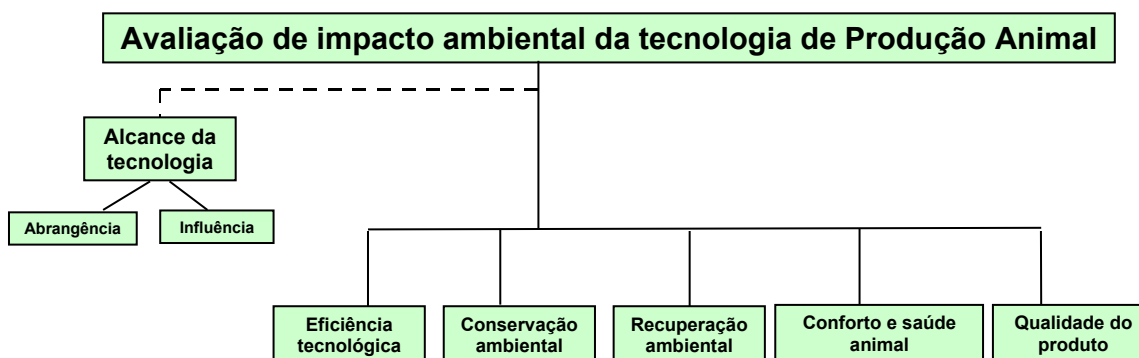 Avaliação de impacto ambiental da tecnologia de Produção Animal
Alcance da
tecnologia
Abrangência
Influência
Eficiência
tecnológica
Conservação
ambiental
Recuperação
ambiental
Conforto e saúde
animal
Qualidade do
produto